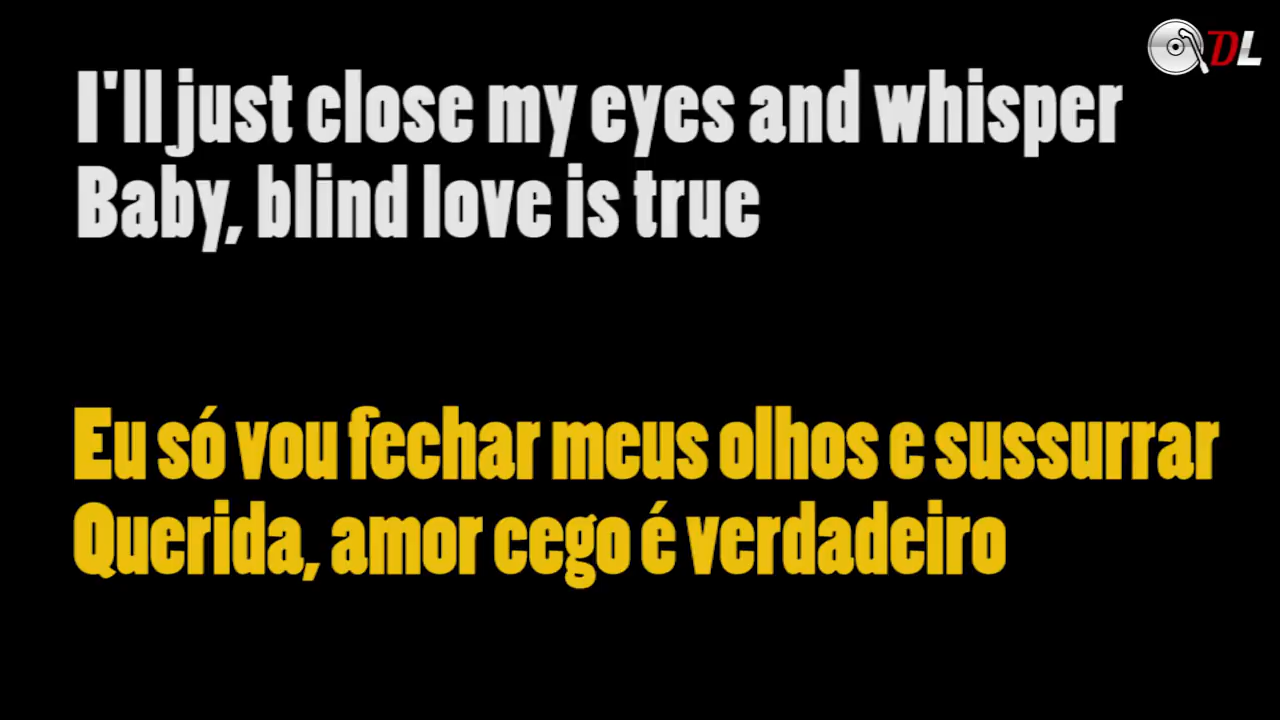 DL
I'll just close my eyes and whisper
Baby, blind love is true
Eu só vou fechar meus olhos e sussurrar
Querida, amor cego é verdadeiro